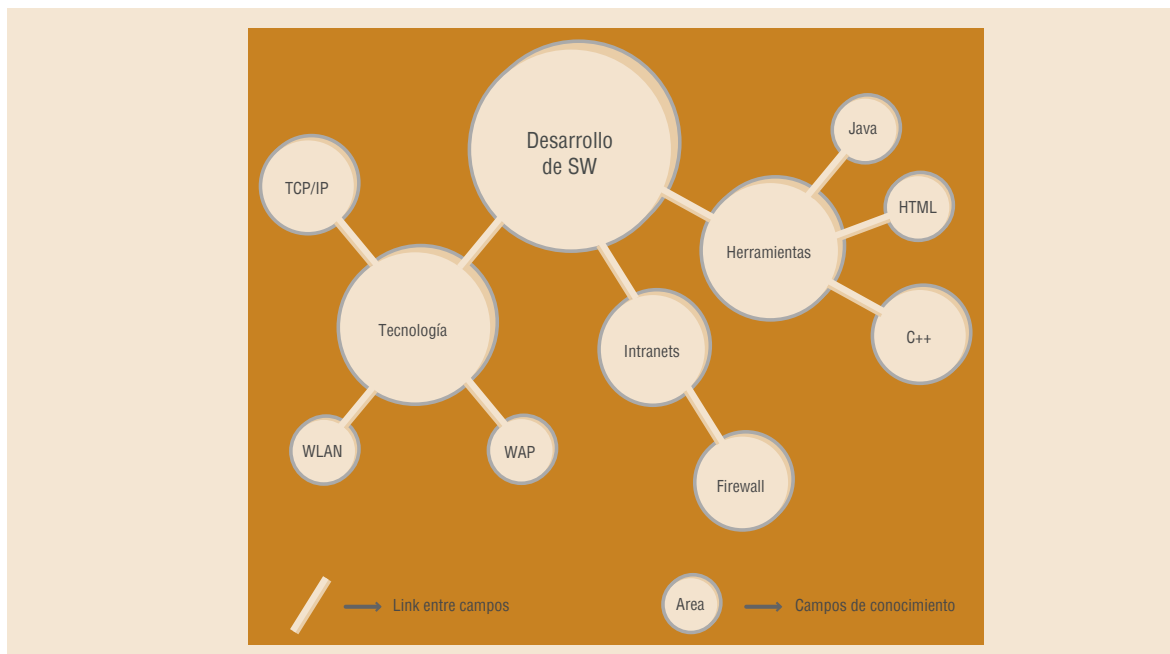 Desarrollo
de SW
Java
TCP/IP
HTML
Herramientas
Tecnología
Intranets
C++
WLAN
WAP
Firewall
Link entre campos
Area
Campos de conocimiento